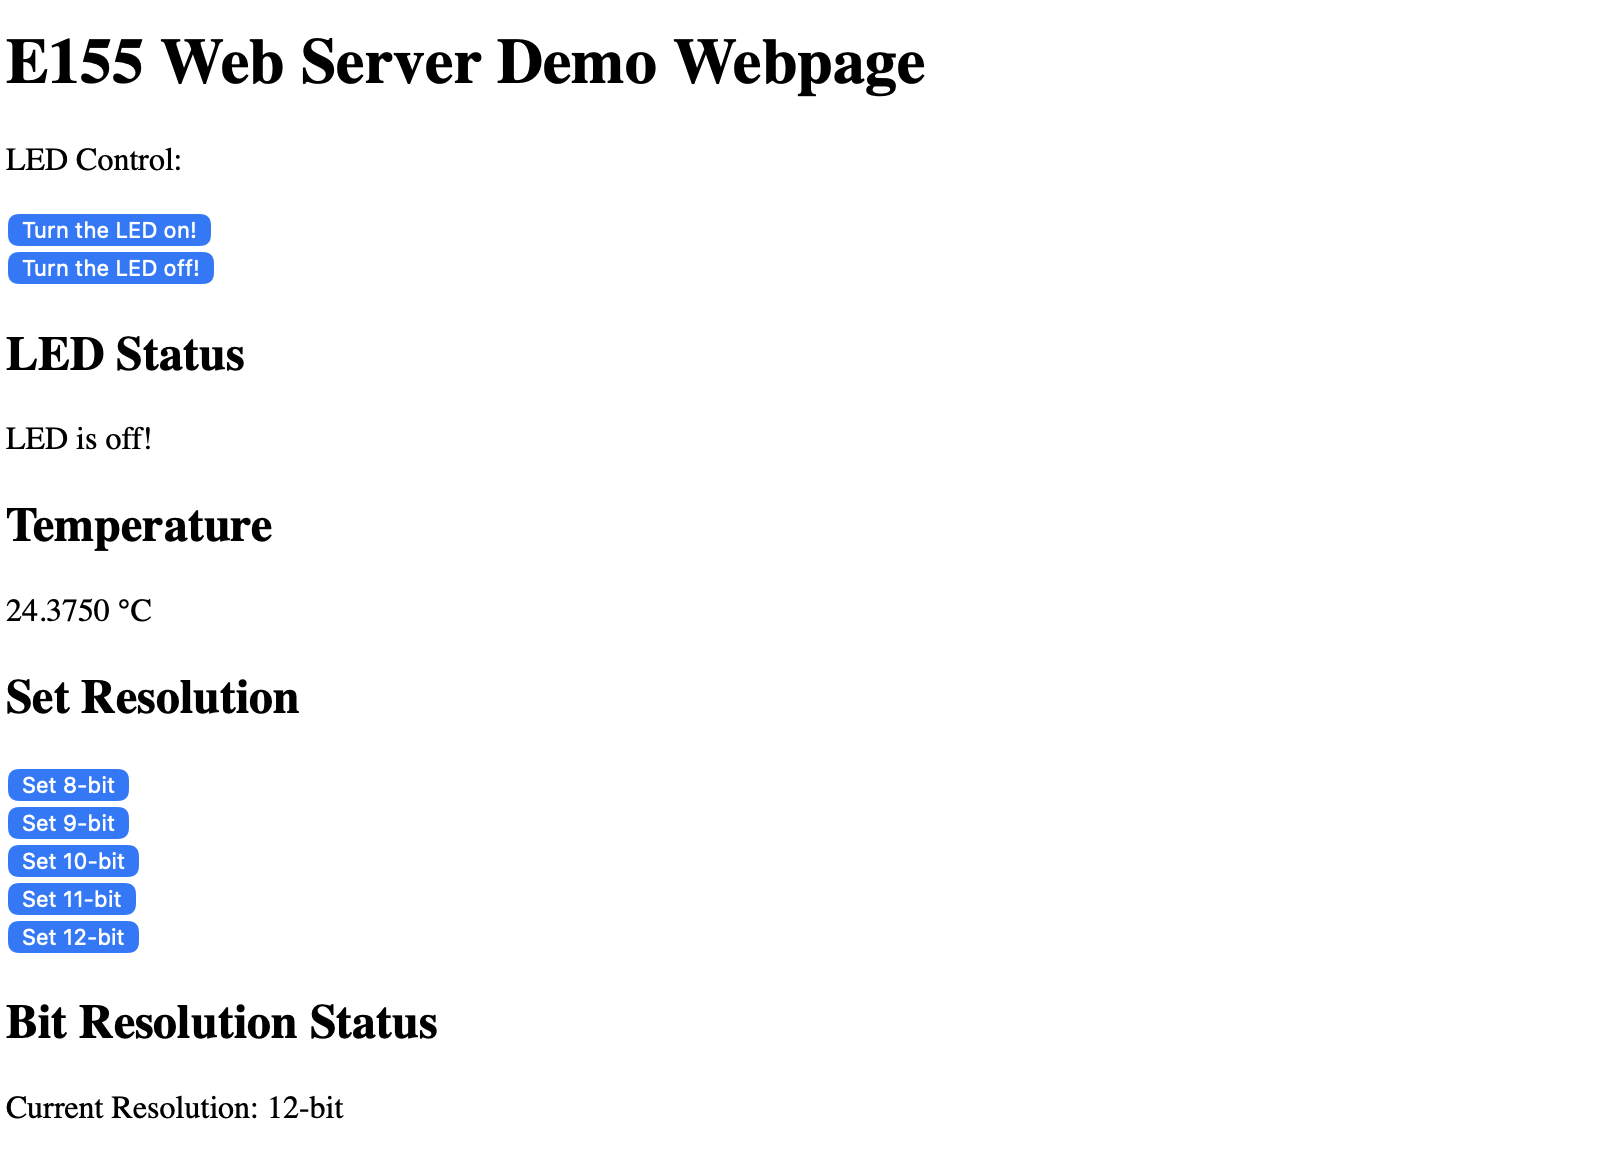 E155 Web Server Demo Webpage
LED Control:
Turn the LED on!
Turn the LED off!
LED Status
LED is off!
Temperature
24.3750 °C
Set Resolution
Set 8-bit
Set 9-bit
Set 10-bit
Set 11-bit
Set 12-bit
Bit Resolution Status
Current Resolution: 12-bit